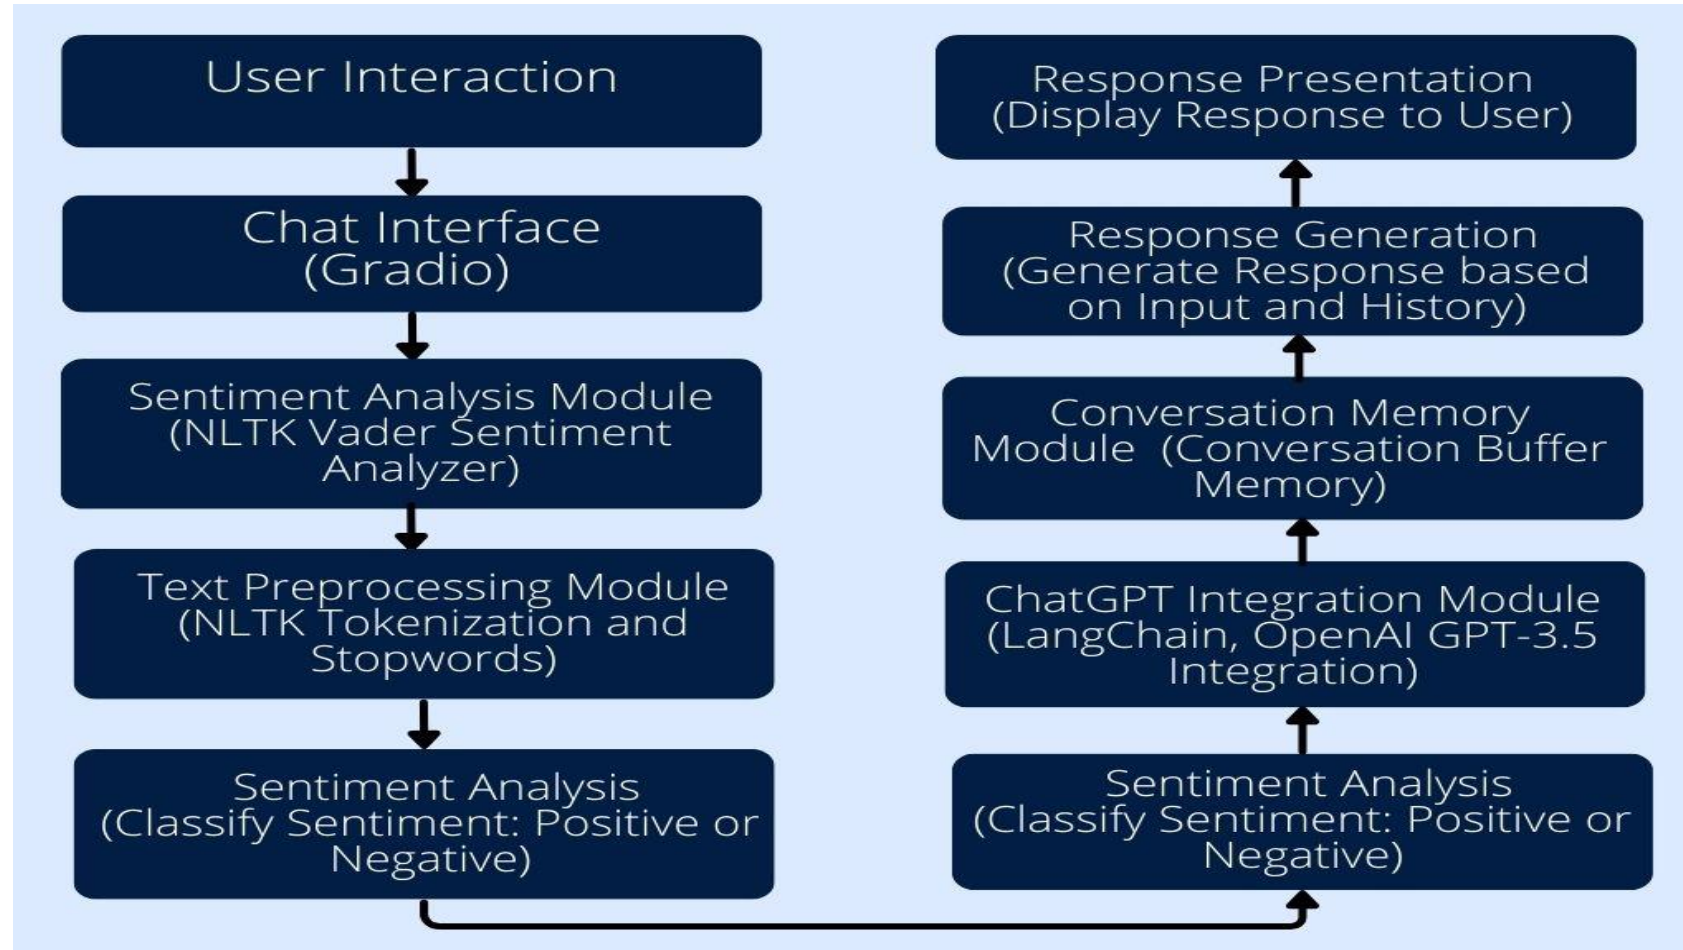 User Interaction
Chat Interface
(Gradio)
Sentiment Analysis Module
(NLTK Vader Sentiment
Analyzer)
Text Preprocessing Module
(NLTK Tokenization and
Stopwords)
Sentiment Analysis
(Classify Sentiment: Positive or
Negative)
Sentiment Analysis
(Classify Sentiment: Positive or
Negative)
ChatGPT Integration Module
(LangChain, OpenAI GPT-3.5
Integration)
Conversation Memory
Module (Conversation Buffer
Memory)
Response Generation
(Generate Response based
on Input and History)
Response Presentation
(Display Response to User)